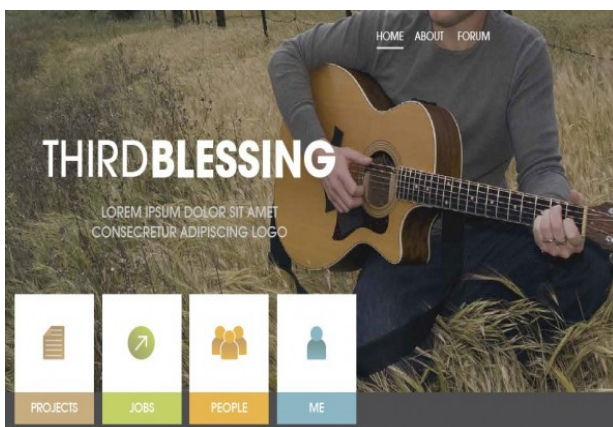 HOME ABOUT FORUM
THIRDBLESSING
LOREM IPSUM DOLOR SIT AMET
CONSECRETUR ADIPISCING LOGO
PROJECTS JOBS PEOPLE ME